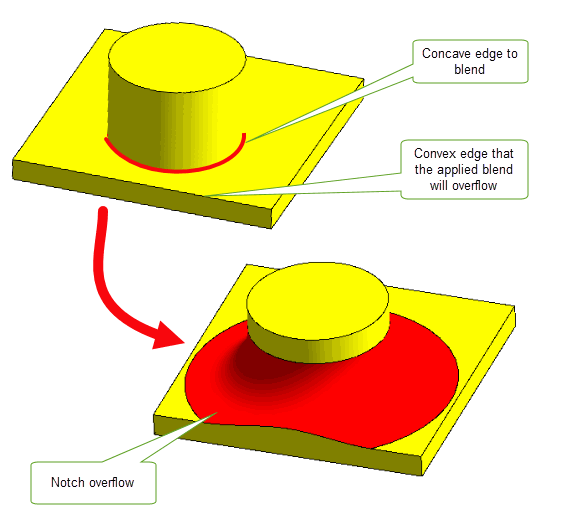 Concave edge to
blend
Convex edge that
the applied blend
will overflow
Notch overflow